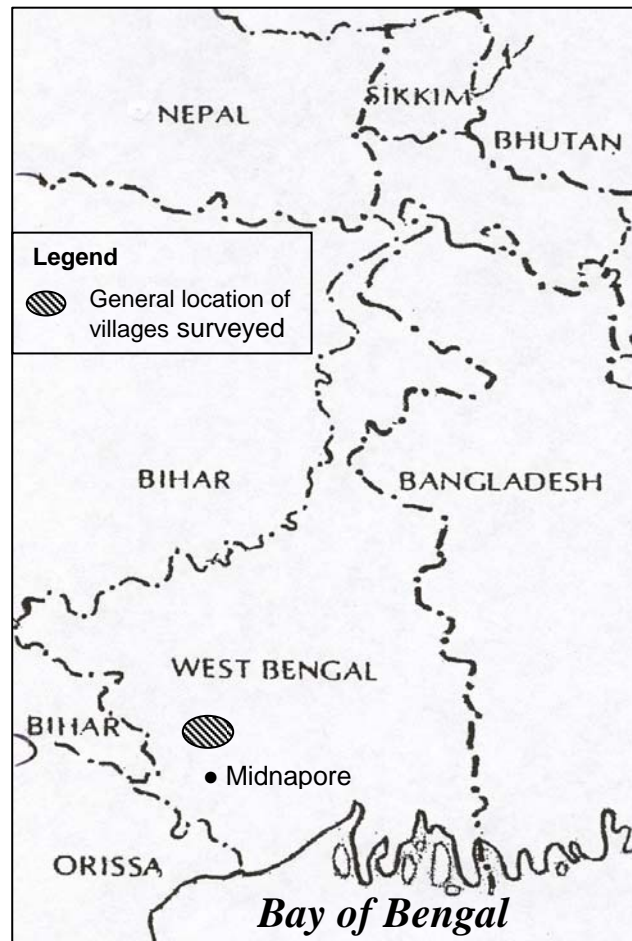 SIKKIM
NEPAL
BHUTAN
Legend
General location of
villages surveyed
BIHAR
BANGLADESH
WEST BENGAL
BIHAR
Midnapore
ORISSA
Bay of Bengal